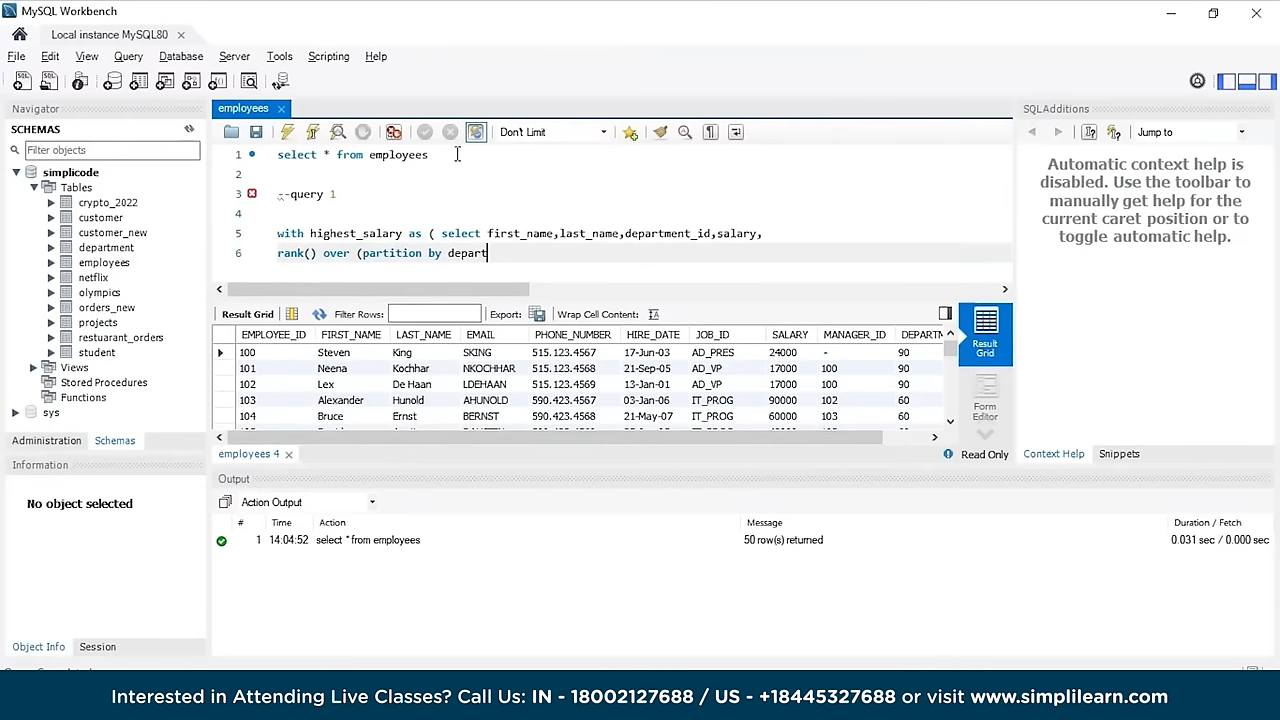 MySQL Workbench
Local instance MySQL80
File Edit View Query Database Server Tools Scripting Help
Navigator
SCHEMAS
Filter objects
simplicode
Tables
crypto_2022
customer
customer_new
department
employees
netflix
olympics
orders_new
projects
restuarant_orders
student
Views
Stored Procedures
Functions
sys
Administration Schemas
Information
No object selected
Object Info Session
employees
Don't Limit
1 select * from employees
2
3 --query 1
4
5 with highest_salary as ( select first_name,last_name,department_id,salary,
6 rank() over (partition by depart
Result Grid Filter Rows: Export: Wrap Cell Content:
EMPLOYEE_ID FIRST_NAME LAST_NAME EMAIL PHONE_NUMBER HIRE_DATE JOB_ID SALARY MANAGER_ID DEPARTM
100 Steven King SKING 515.123.4567 17-Jun-03 AD_PRES 24000 - 90
101 Neena Kochhar NKOCHHAR 515.123.4568 21-Sep-05 AD_VP 17000 100 90
102 Lex De Haan LDEHAAN 515.123.4569 13-Jan-01 AD_VP 17000 100 90
103 Alexander Hunold AHUNOLD 590.423.4567 03-Jan-06 IT_PROG 90000 102 60
104 Bruce Ernst BERNST 590.423.4568 21-May-07 IT_PROG 60000 103 60
Result Grid
Form Editor
employees 4
Read Only
SQLAdditions
Jump to
Automatic context help is
disabled. Use the toolbar to
manually get help for the
current caret position or to
toggle automatic help.
Context Help Snippets
Output
Action Output
# Time Action Message Duration / Fetch
1 14:04:52 select * from employees 50 row(s) returned 0.031 sec / 0.000 sec
Interested in Attending Live Classes? Call Us: IN - 18002127688 / US - +18445327688 or visit www.simplilearn.com